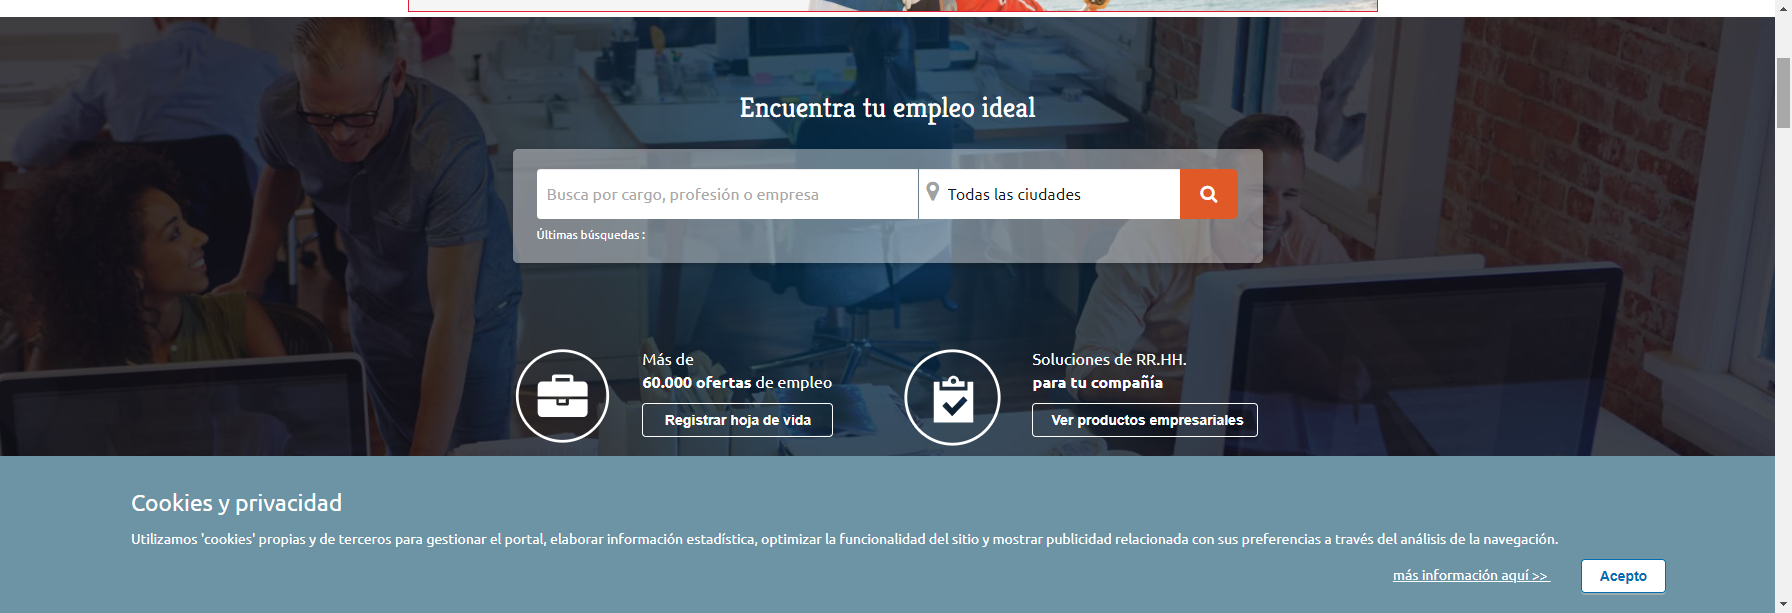 Encuentra tu empleo ideal
Busca por cargo, profesión o empresa
Todas las ciudades
Últimas búsquedas :
Más de
60.000 ofertas de empleo
Registrar hoja de vida
Soluciones de RR.HH.
para tu compañía
Ver productos empresariales
Cookies y privacidad
Utilizamos 'cookies' propias y de terceros para gestionar el portal, elaborar información estadística, optimizar la funcionalidad del sitio y mostrar publicidad relacionada con sus preferencias a través del análisis de la navegación.
más información aquí >>
Acepto